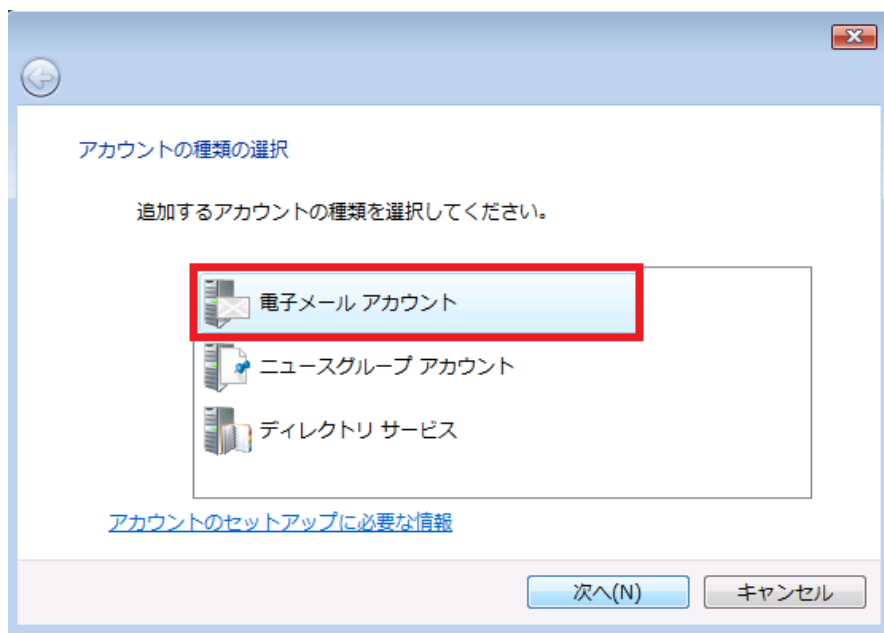 アカウントの種類の選択
追加するアカウントの種類を選択してください。
電子メール アカウント
ニュースグループ アカウント
ディレクトリ サービス
アカウントのセットアップに必要な情報
次へ(N) キャンセル